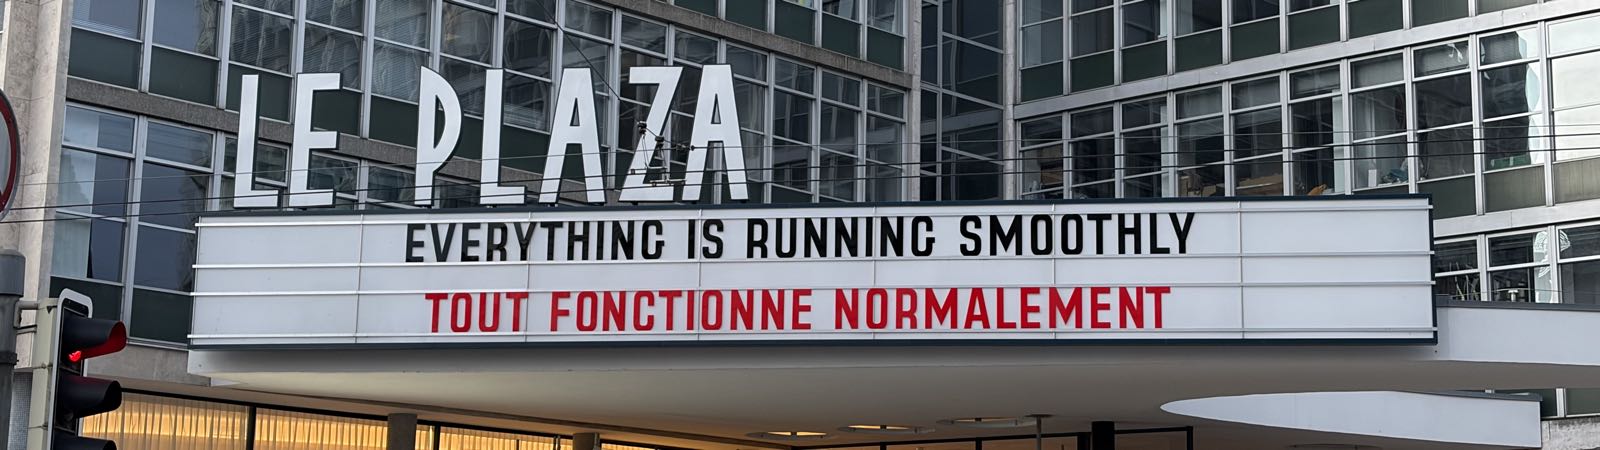 LE PLAZA
EVERYTHING IS RUNNING SMOOTHLY
TOUT FONCTIONNE NORMALEMENT